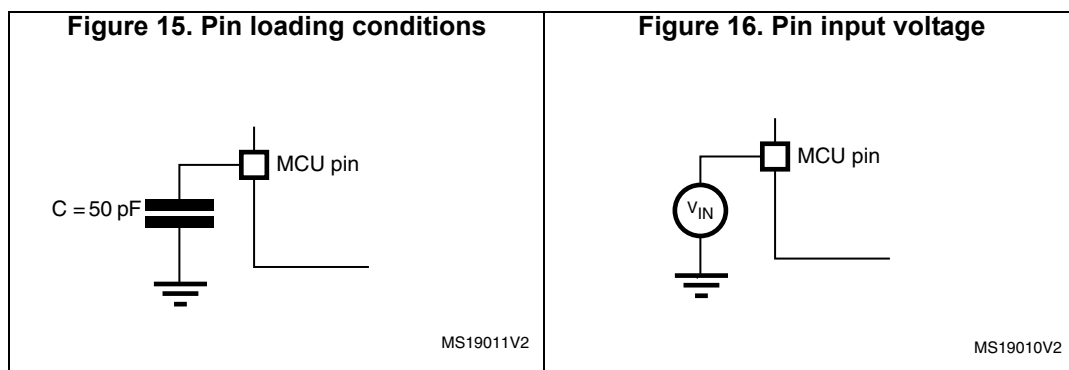 Figure 15. Pin loading conditions
MCU pin
C = 50 pF
MS19011V2
Figure 16. Pin input voltage
MCU pin
VIN
MS19010V2